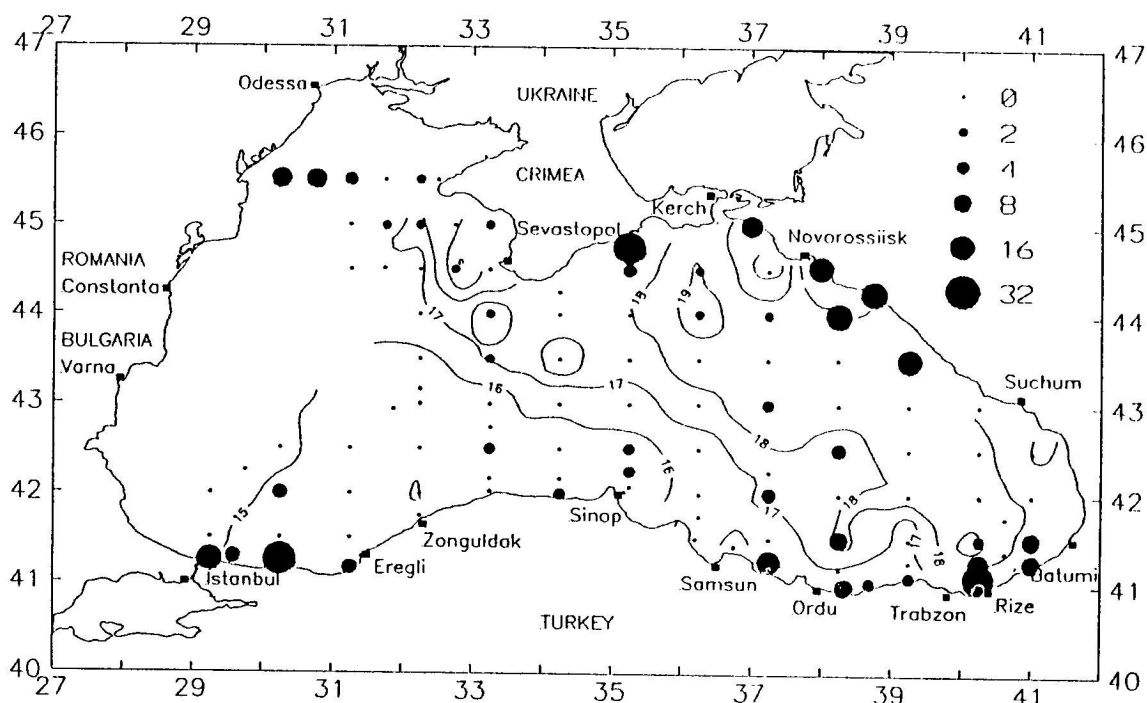 27 29 31 33 35 37 39 41
47 47
Odessa
UKRAINE
0
46 46
2
CRIMEA
4
Kerch
8
45 45
Sevastopol
Novorossiisk
16
ROMANIA
Constanta
32
44 44
17 18 19
BULGARIA
Varna
43 43
16 17
Suchum
18
42 42
15 16 17 18
Sinop
Zonguldak
17 18
41 41
Istanbul
Eregli
Samsun
Ordu
Trabzon
Rize
Batumi
TURKEY
40 40
27 29 31 33 35 37 39 41